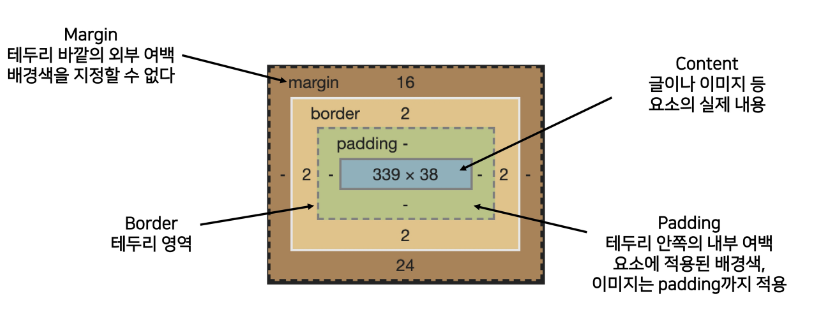 Margin
테두리 바깥의 외부 여백
배경색을 지정할 수 없다
Content
글이나 이미지 등
요소의 실제 내용
margin 16
border 2
padding -
- 2 - 339 × 38 - 2 -
-
2
24
Border
테두리 영역
Padding
테두리 안쪽의 내부 여백
요소에 적용된 배경색,
이미지는 padding까지 적용